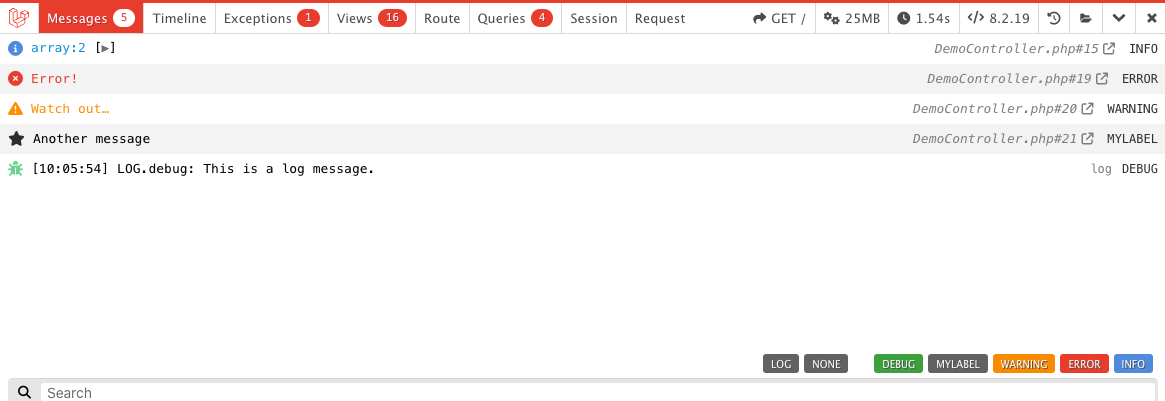 Messages 5 Timeline Exceptions 1 Views 16 Route Queries 4 Session Request GET / 25MB 1.54s 8.2.19
array:2 [▶] DemoController.php#15 INFO
Error! DemoController.php#19 ERROR
Watch out… DemoController.php#20 WARNING
Another message DemoController.php#21 MYLABEL
[10:05:54] LOG.debug: This is a log message. log DEBUG
LOG NONE DEBUG MYLABEL WARNING ERROR INFO
Search